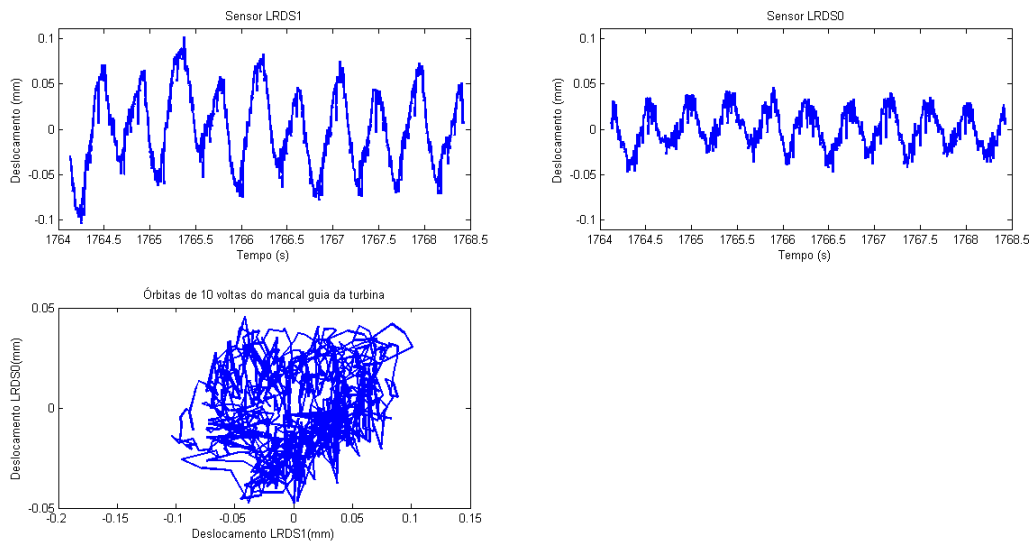 Sensor LRDS1
Deslocamento (mm)
0.1
0.05
0
-0.05
-0.1
1764 1764.5 1765 1765.5 1766 1766.5 1767 1767.5 1768 1768.5
Tempo (s)
Sensor LRDS0
Deslocamento (mm)
0.1
0.05
0
-0.05
-0.1
1764 1764.5 1765 1765.5 1766 1766.5 1767 1767.5 1768 1768.5
Tempo (s)
Órbitas de 10 voltas do mancal guia da turbina
Deslocamento LRDS0(mm)
0.05
0
-0.05
-0.2 -0.15 -0.1 -0.05 0 0.05 0.1 0.15
Deslocamento LRDS1(mm)